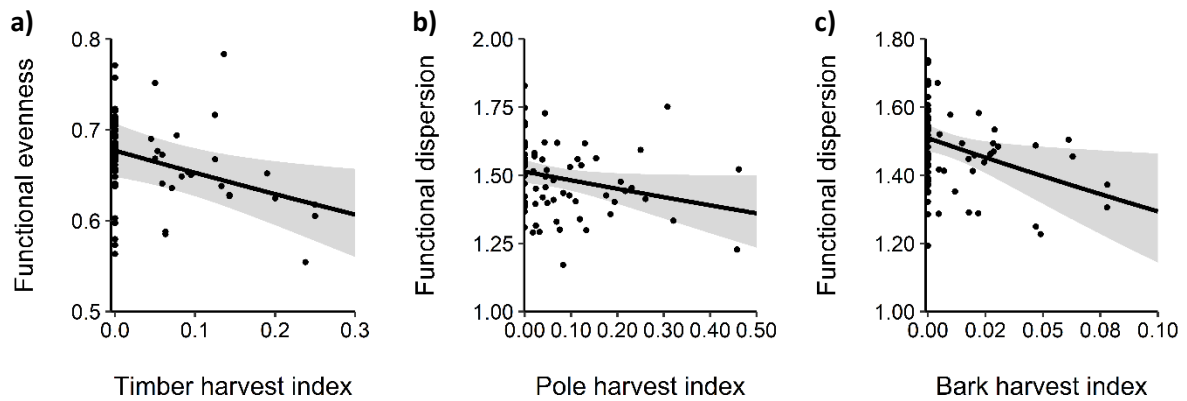 a)
Functional evenness
0.8
0.7
0.6
0.5
0.0 0.1 0.2 0.3
Timber harvest index
b)
Functional dispersion
2.00
1.75
1.50
1.25
1.00
0.00 0.10 0.20 0.30 0.40 0.50
Pole harvest index
c)
Functional dispersion
1.80
1.60
1.40
1.20
1.00
0.00 0.02 0.05 0.08 0.10
Bark harvest index